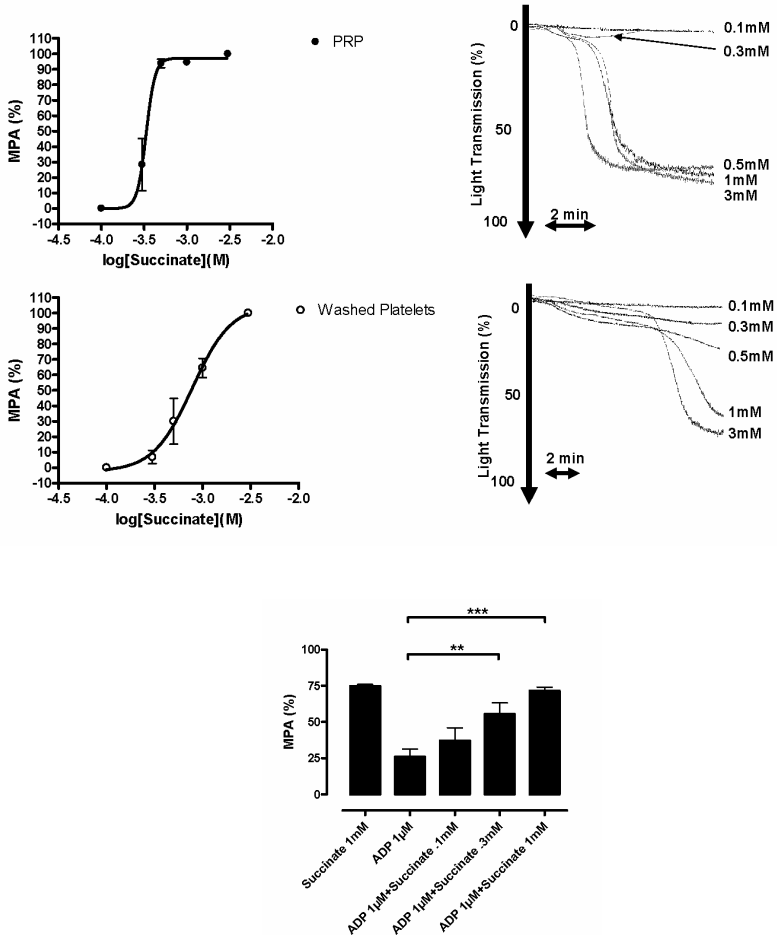 110
100
90
80
70
60
50
40
30
20
10
0
-10
MPA (%)
-4.5 -4.0 -3.5 -3.0 -2.5 -2.0
log[Succinate](M)
PRP
0
50
100
Light Transmission (%)
2 min
0.1mM
0.3mM
0.5mM
1mM
3mM
110
100
90
80
70
60
50
40
30
20
10
0
-10
MPA (%)
-4.5 -4.0 -3.5 -3.0 -2.5 -2.0
log[Succinate](M)
Washed Platelets
0
50
100
Light Transmission (%)
2 min
0.1mM
0.3mM
0.5mM
1mM
3mM
***
**
100
75
50
25
0
MPA (%)
Succinate 1mM
ADP 1µM
ADP 1µM+Succinate .1mM
ADP 1µM+Succinate .3mM
ADP 1µM+Succinate 1mM